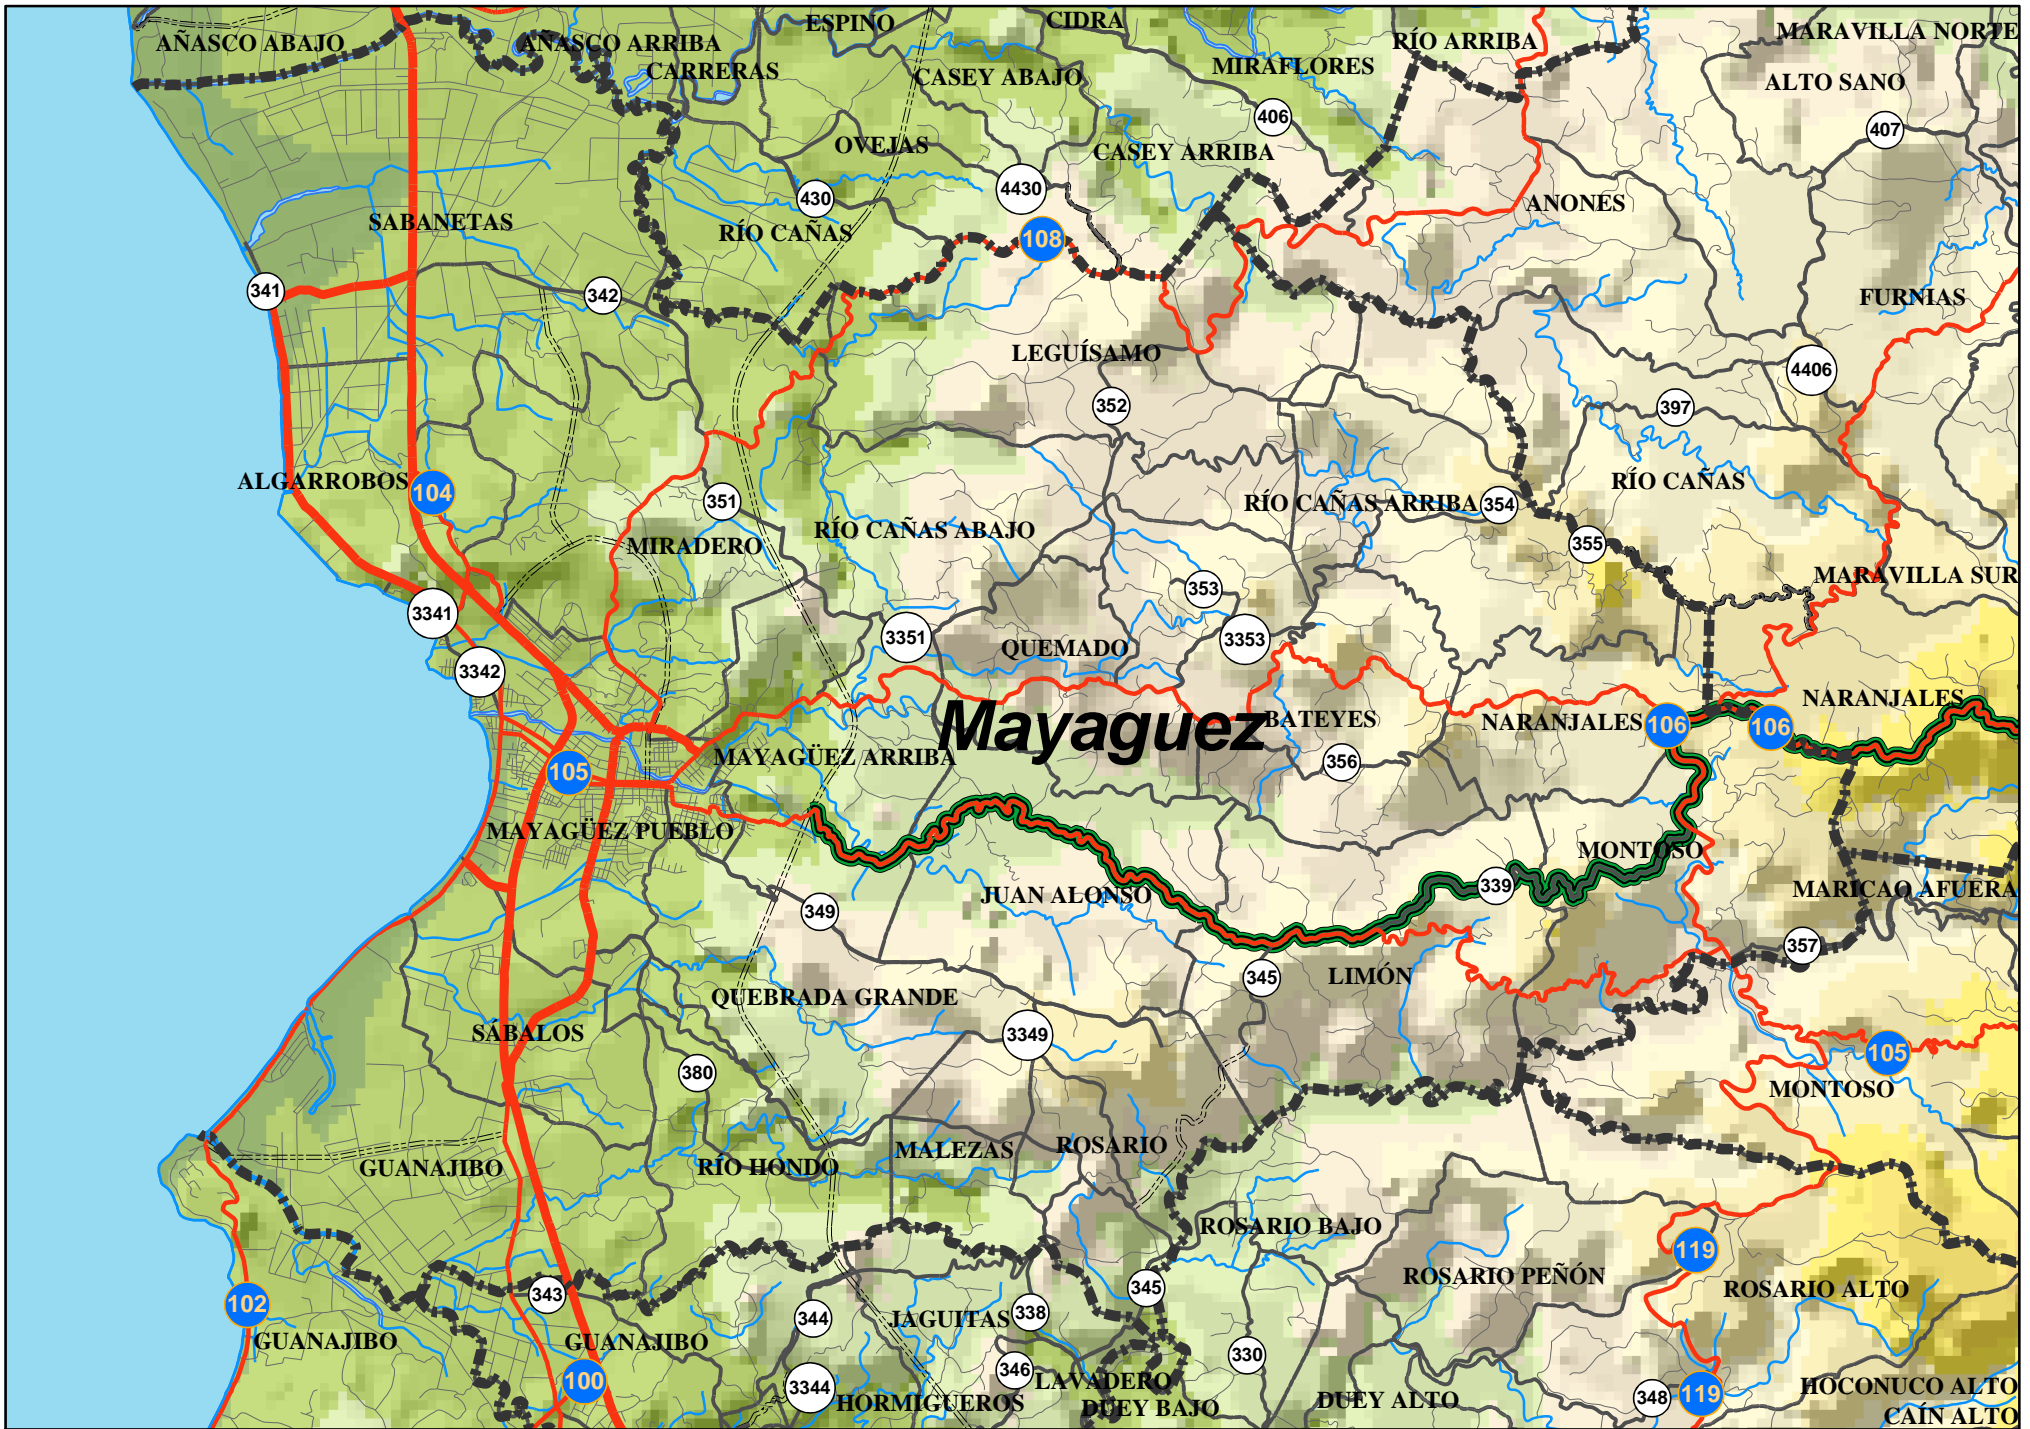 ESPINO
CIDRA
MARAVILLA NORTE
AÑASCO ABAJO
AÑASCO ARRIBA
RÍO ARRIBA
CARRERAS
CASEY ABAJO
MIRAFLORES
ALTO SANO
406
407
OVEJAS
CASEY ARRIBA
430
4430
SABANETAS
RÍO CAÑAS
108
ANONES
341
342
FURNIAS
LEGUÍSAMO
4406
352
397
ALGARROBOS
104
351
RÍO CAÑAS ARRIBA
354
RÍO CAÑAS
RÍO CAÑAS ABAJO
MIRADERO
355
353
MARAVILLA SUR
3341
3351
QUEMADO
3353
3342
NARANJALES
Mayaguez
BATEYES
NARANJALES
106
106
MAYAGÜEZ ARRIBA
356
105
MAYAGÜEZ PUEBLO
MONTOSO
JUAN ALONSO
339
MARICAO AFUERA
349
357
LIMÓN
345
QUEBRADA GRANDE
SÁBALOS
3349
105
380
MONTOSO
MALEZAS
ROSARIO
GUANAJIBO
RÍO HONDO
ROSARIO BAJO
119
ROSARIO PEÑÓN
ROSARIO ALTO
345
343
102
344
JAGUITAS
338
GUANAJIBO
GUANAJIBO
330
346
LAVADERO
100
3344
HORMIGUEROS
DUEY BAJO
DUEY ALTO
348
119
HOCONUCO ALTO
CAÍN ALTO